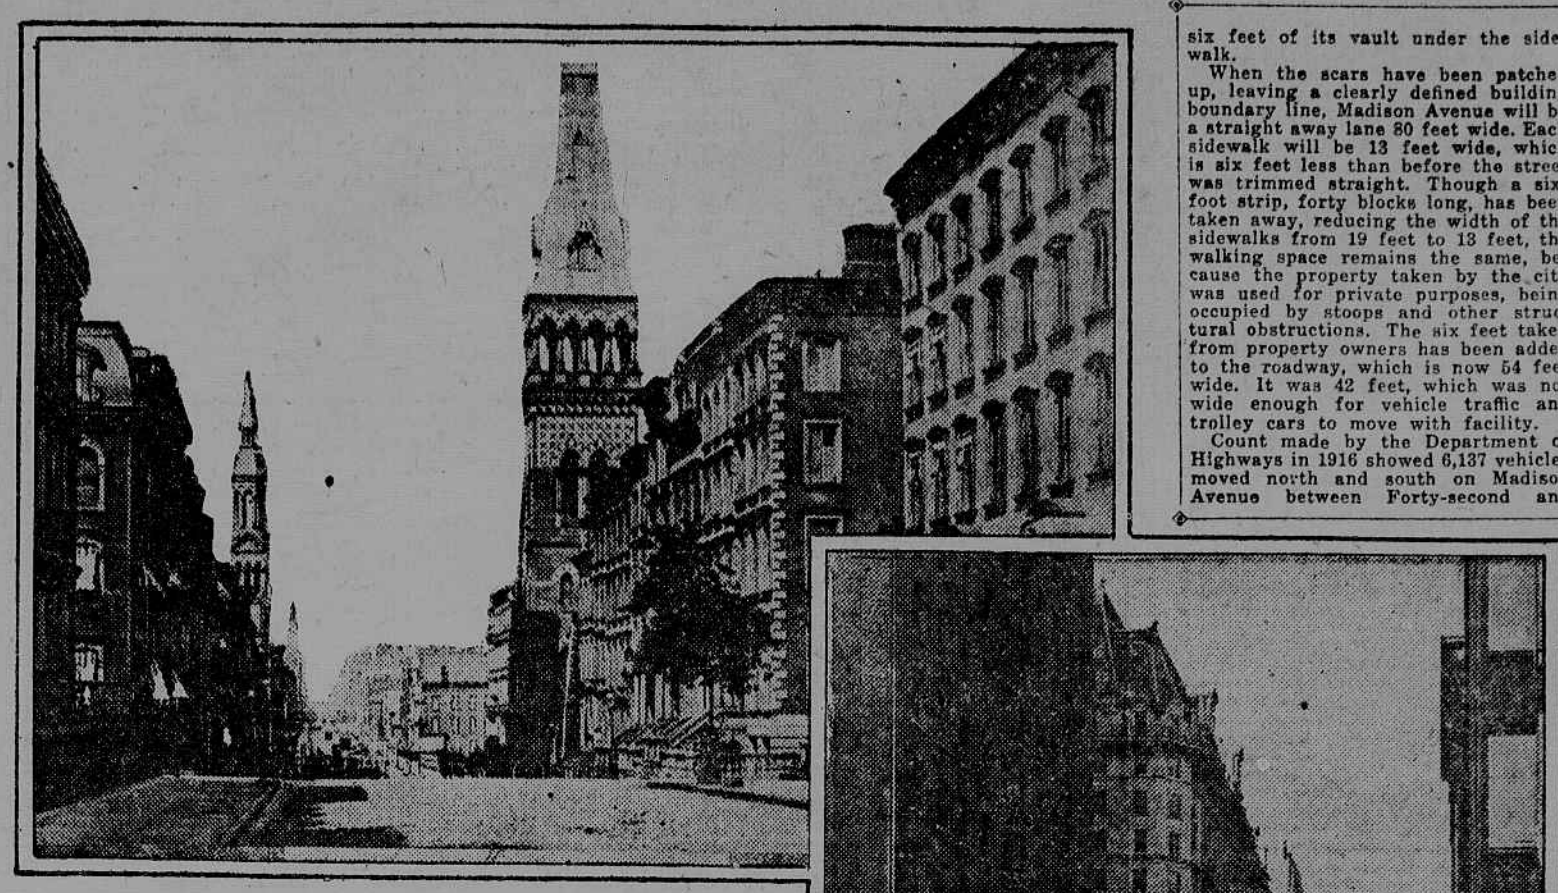 six feet of its vault under the side
walk.
When the scars have been patche
up, leaving a clearly defined buildin
boundary line, Madison Avenue will b
a straight away lane 80 feet wide. Eac
sidewalk will be 13 feet wide, whic
is six feet less than before the stree
was trimmed straight. Though a six
foot strip, forty blocks long, has bee
taken away, reducing the width of th
sidewalks from 19 feet to 13 feet, th
walking space remains the same, be
cause the property taken by the cit
was used for private purposes, bein
occupied by stoops and other struc
tural obstructions. The six feet take
from property owners has been adde
to the roadway, which is now 54 fee
wide. It was 42 feet, which was no
wide enough for vehicle traffic an
trolley cars to move with facility.
Count made by the Department o
Highways in 1916 showed 6,137 vehicle
moved north and south on Madiso
Avenue between Forty-second an